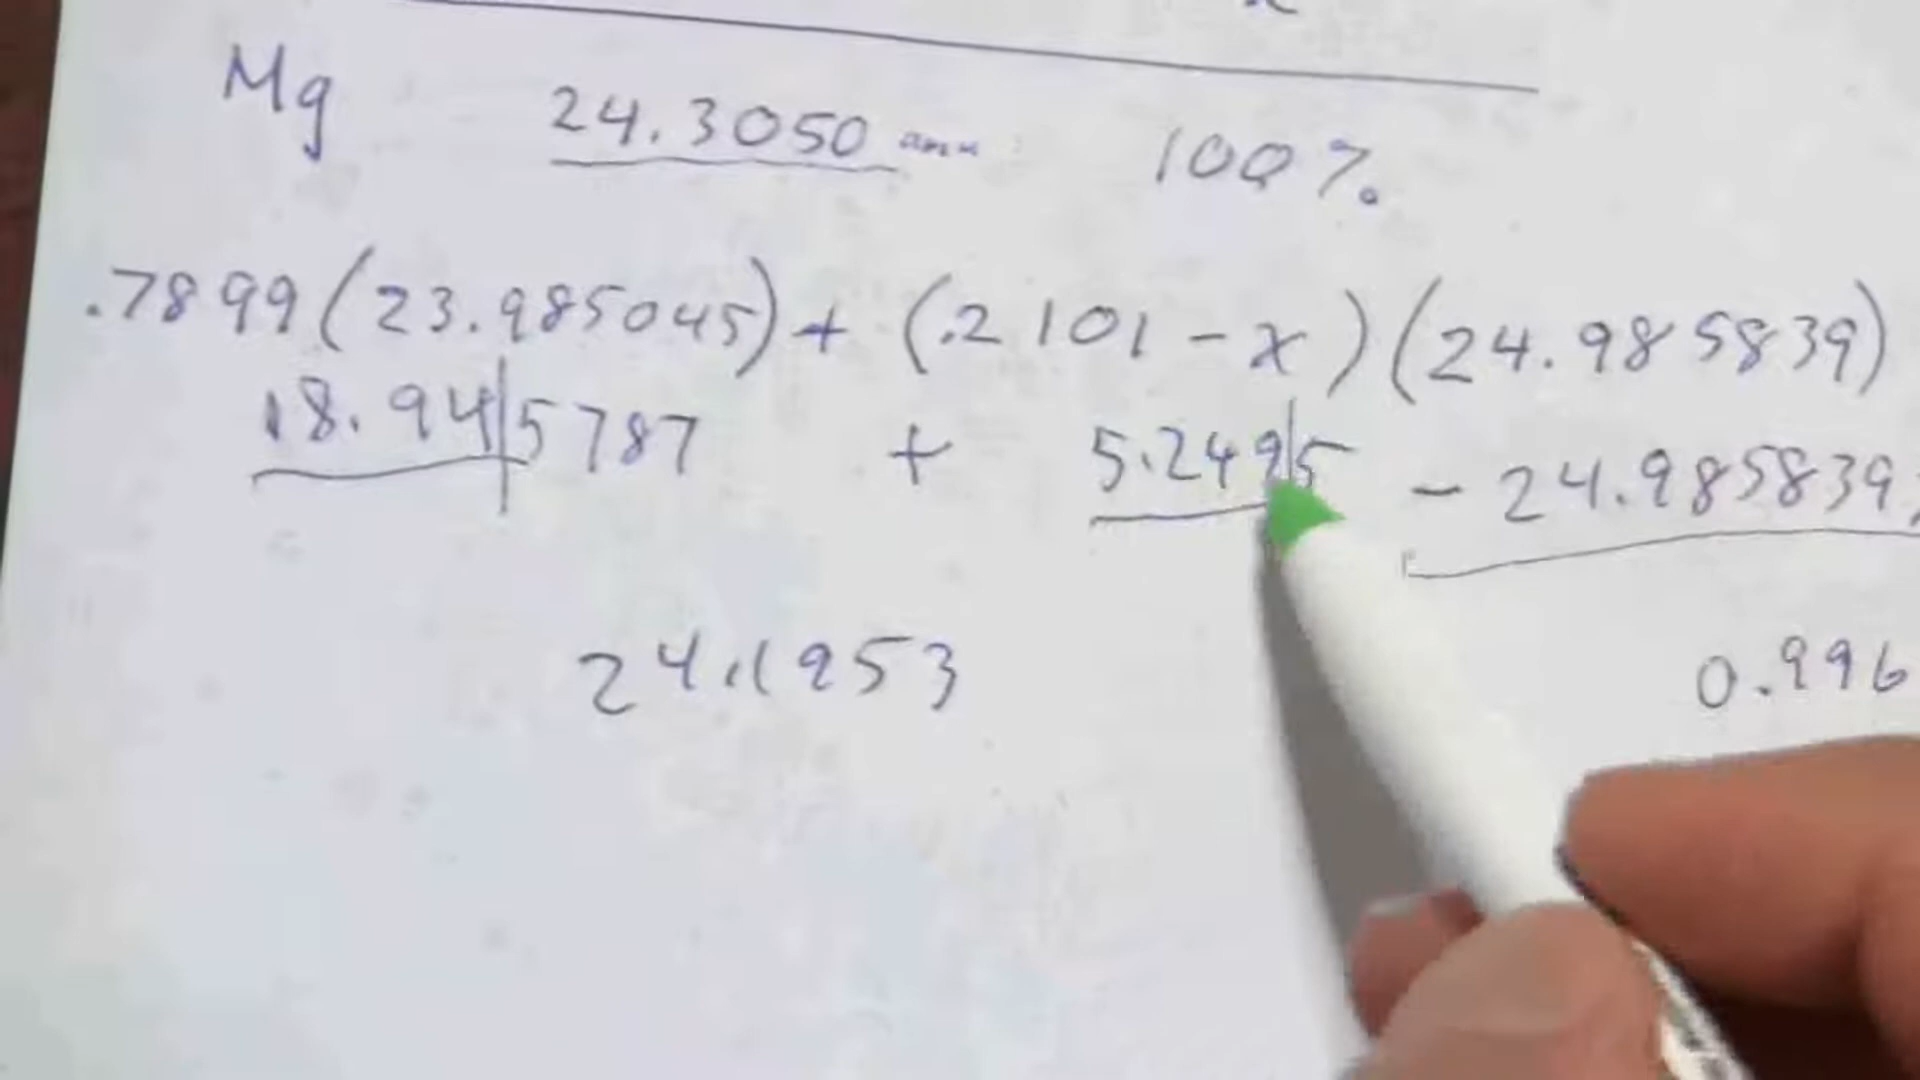 Mg 24.3050 amu 100%
.7899(23.985045) + (.2101 - x)(24.985839)
18.945787 + 5.2495 - 24.985839
24.1953 0.996